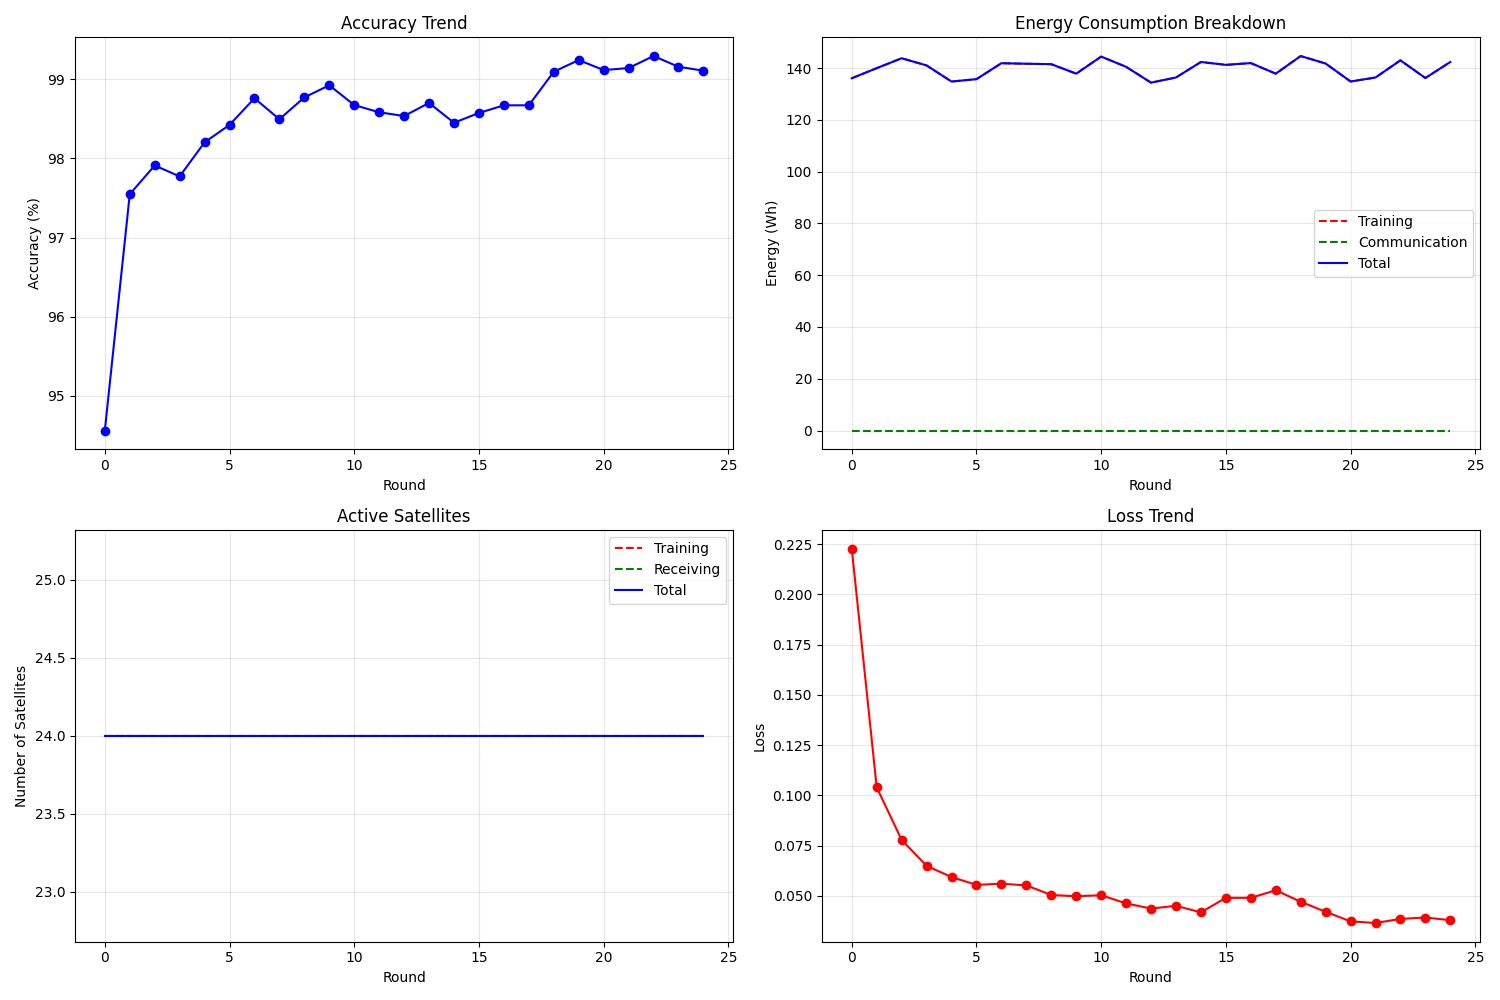 Accuracy Trend
Accuracy (%)
99
98
97
96
95
0 5 10 15 20 25
Round
Energy Consumption Breakdown
Energy (Wh)
140
120
100
80
60
40
20
0
Training
Communication
Total
0 5 10 15 20 25
Round
Active Satellites
Number of Satellites
25.0
24.5
24.0
23.5
23.0
Training
Receiving
Total
0 5 10 15 20 25
Round
Loss Trend
Loss
0.225
0.200
0.175
0.150
0.125
0.100
0.075
0.050
0 5 10 15 20 25
Round